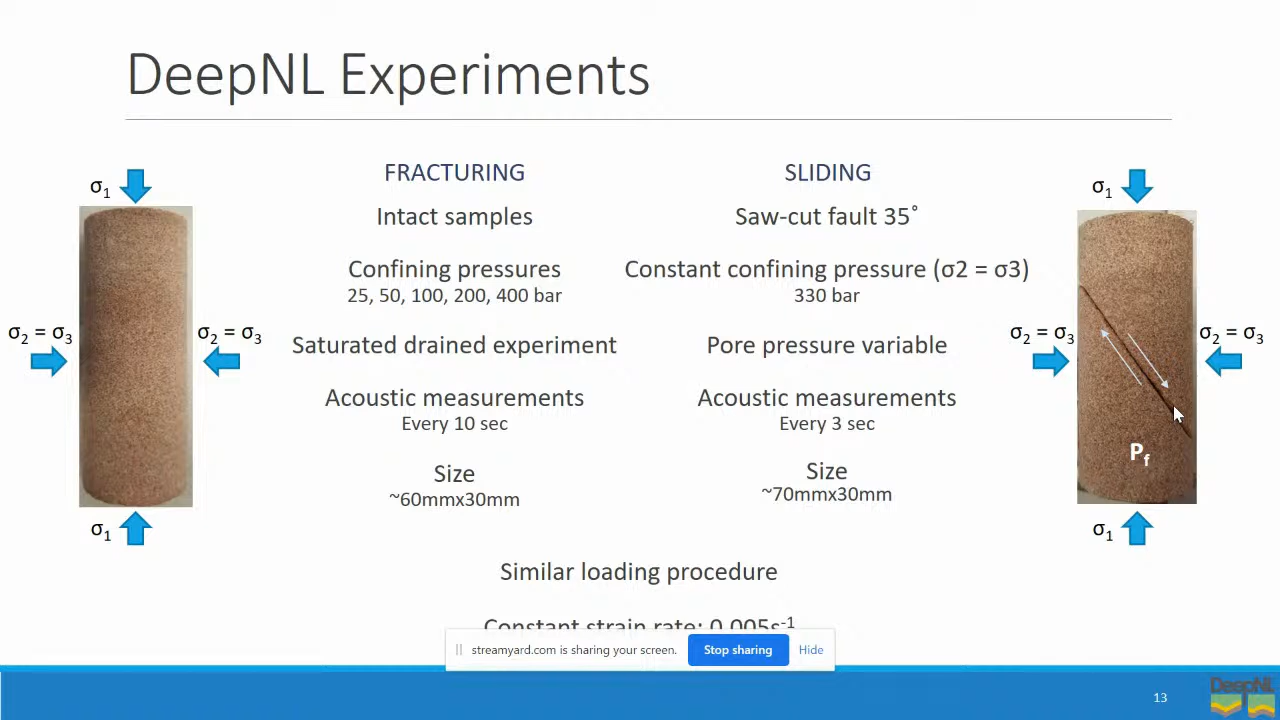 DeepNL Experiments
FRACTURING
Intact samples
Confining pressures
25, 50, 100, 200, 400 bar
Saturated drained experiment
Acoustic measurements
Every 10 sec
Size
~60mmx30mm
SLIDING
Saw-cut fault 35˚
Constant confining pressure (σ2 = σ3)
330 bar
Pore pressure variable
Acoustic measurements
Every 3 sec
Size
~70mmx30mm
σ1
σ2 = σ3
σ2 = σ3
σ1
σ1
σ2 = σ3
σ2 = σ3
Pf
σ1
Similar loading procedure
Constant strain rate: 0.005s-1
streamyard.com is sharing your screen.
Stop sharing
Hide
13
DeepNL